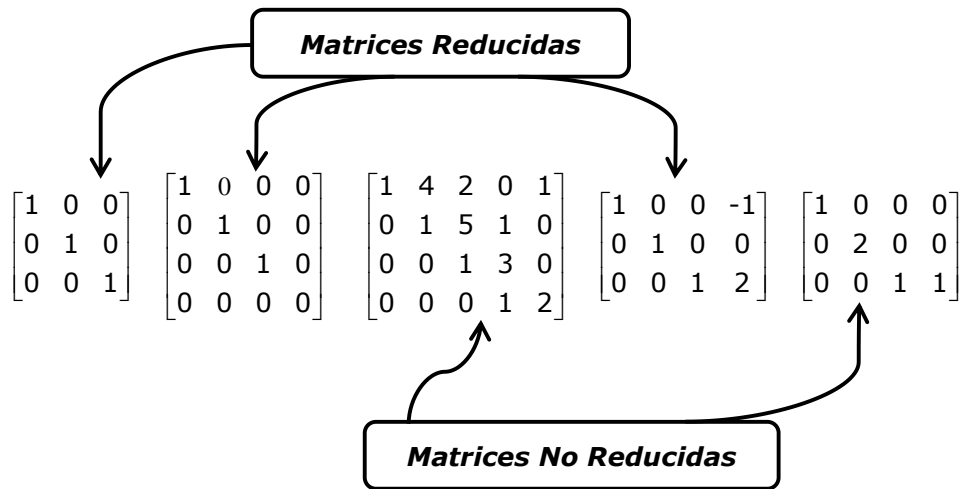 Matrices Reducidas
1 0 0
0 1 0
0 0 1
1 0 0 0
0 1 0 0
0 0 1 0
0 0 0 0
1 4 2 0 1
0 1 5 1 0
0 0 1 3 0
0 0 0 1 2
1 0 0 -1
0 1 0 0
0 0 1 2
1 0 0 0
0 2 0 0
0 0 1 1
Matrices No Reducidas